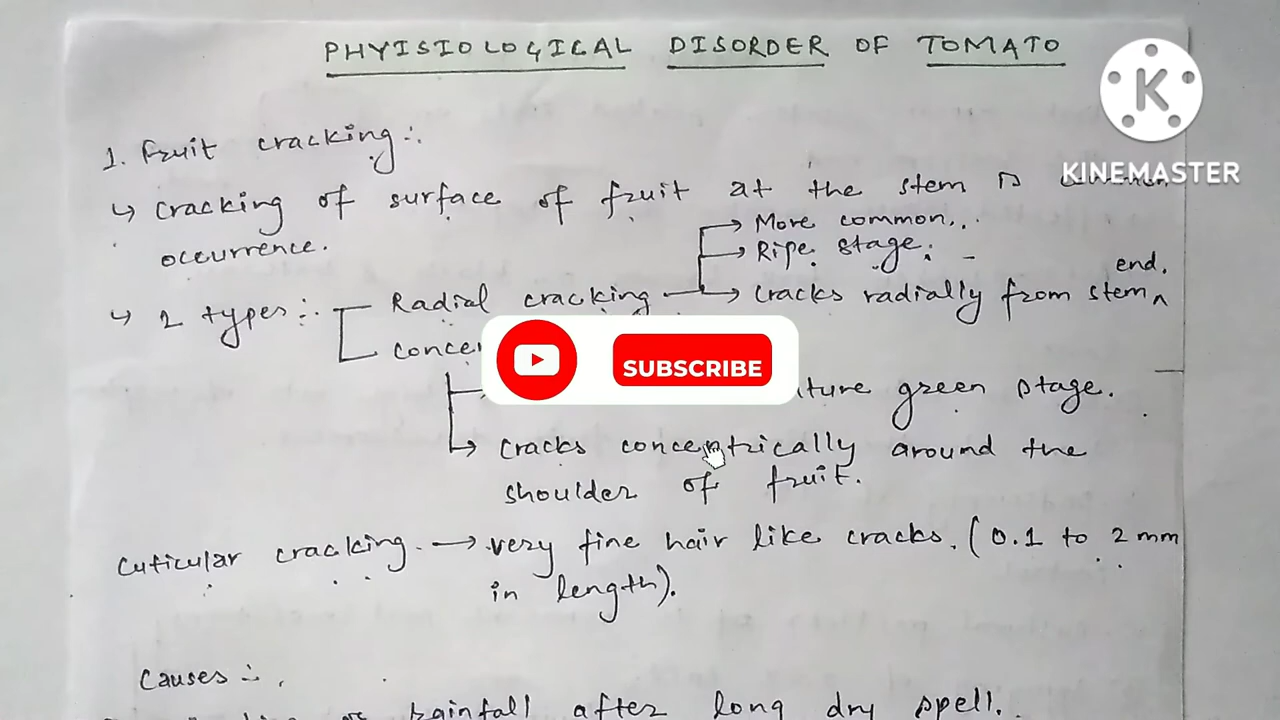 PHYISIOLOGICAL DISORDER OF TOMATO
KINEMASTER
1. Fruit cracking :-
↳ Cracking of surface of fruit at the stem is
occurrence.
→ More common..
→ Ripe stage.
↳ 2 types :- Radial cracking → cracks radially from stem ^ end.
SUBSCRIBE
green stage.
→ cracks concentrically around the
shoulder of fruit.
Cuticular cracking. → very fine hair like cracks. (0.1 to 2 mm
in length).
Causes :-
rainfall after long dry spell.